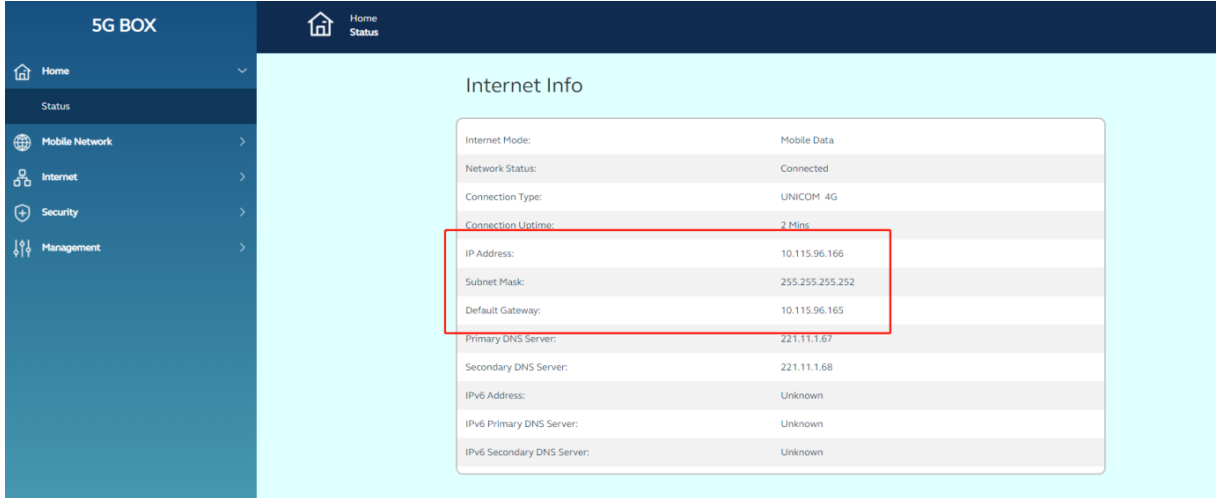 5G BOX
Home
Status
Home
Status
Mobile Network
Internet
Security
Management
Internet Info
Internet Mode: Mobile Data
Network Status: Connected
Connection Type: UNICOM 4G
Connection Uptime: 2 Mins
IP Address: 10.115.96.166
Subnet Mask: 255.255.255.252
Default Gateway: 10.115.96.165
Primary DNS Server: 221.11.1.67
Secondary DNS Server: 221.11.1.68
IPv6 Address: Unknown
IPv6 Primary DNS Server: Unknown
IPv6 Secondary DNS Server: Unknown